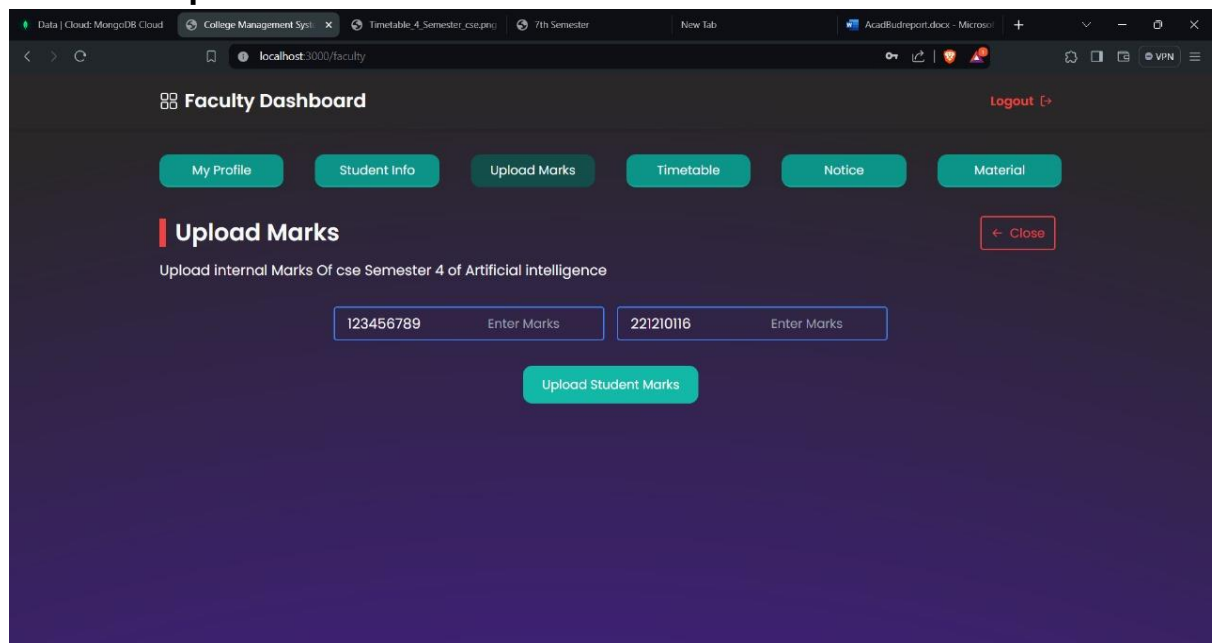 Data | Cloud: MongoDB Cloud College Management Syst Timetable_4_Semester_cse.png 7th Semester New Tab AcadBudreport.docx - Microsof
localhost:3000/faculty VPN
Faculty Dashboard Logout
My Profile Student Info Upload Marks Timetable Notice Material
Upload Marks ← Close
Upload internal Marks Of cse Semester 4 of Artificial intelligence
123456789 Enter Marks 221210116 Enter Marks
Upload Student Marks